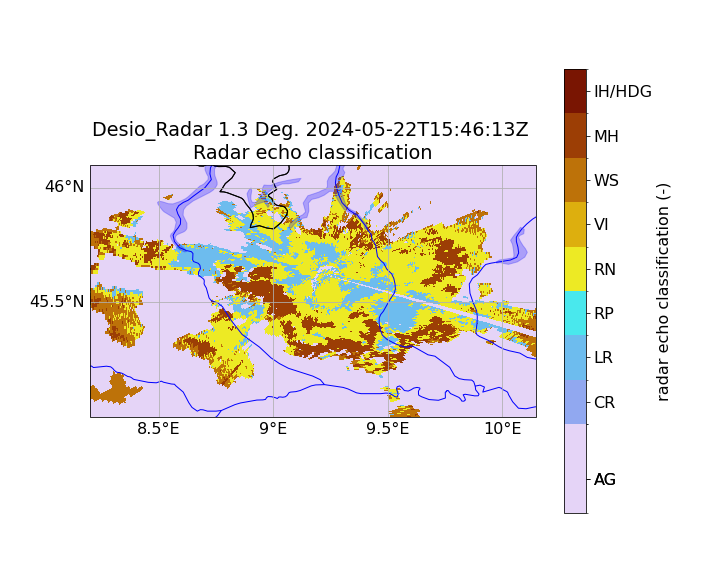 Desio_Radar 1.3 Deg. 2024-05-22T15:46:13Z
Radar echo classification
46°N
45.5°N
8.5°E
9°E
9.5°E
10°E
IH/HDG
MH
WS
VI
RN
RP
LR
CR
AG
radar echo classification (-)